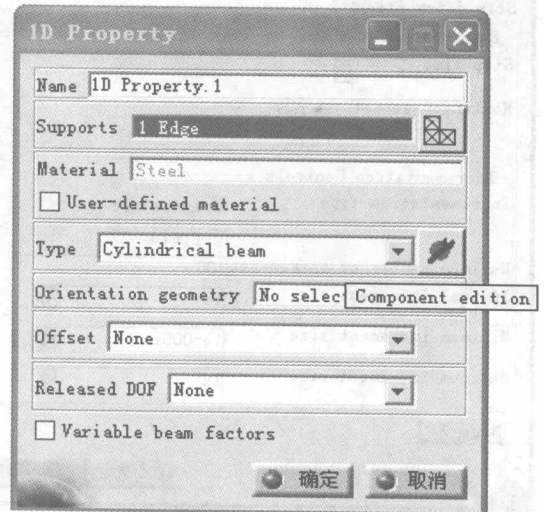 1D Property
Name 1D Property.1
Supports 1 Edge
Material Steel
User-defined material
Type Cylindrical beam
Orientation geometry No selec
Component edition
Offset None
Released DOF None
Variable beam factors
确定 取消